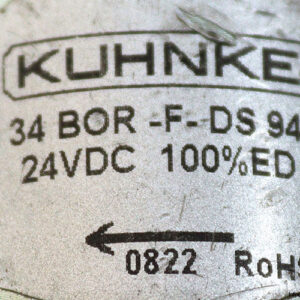 KUHNKE
34 BOR -F- DS 94
24VDC 100%ED
0822 RoHS